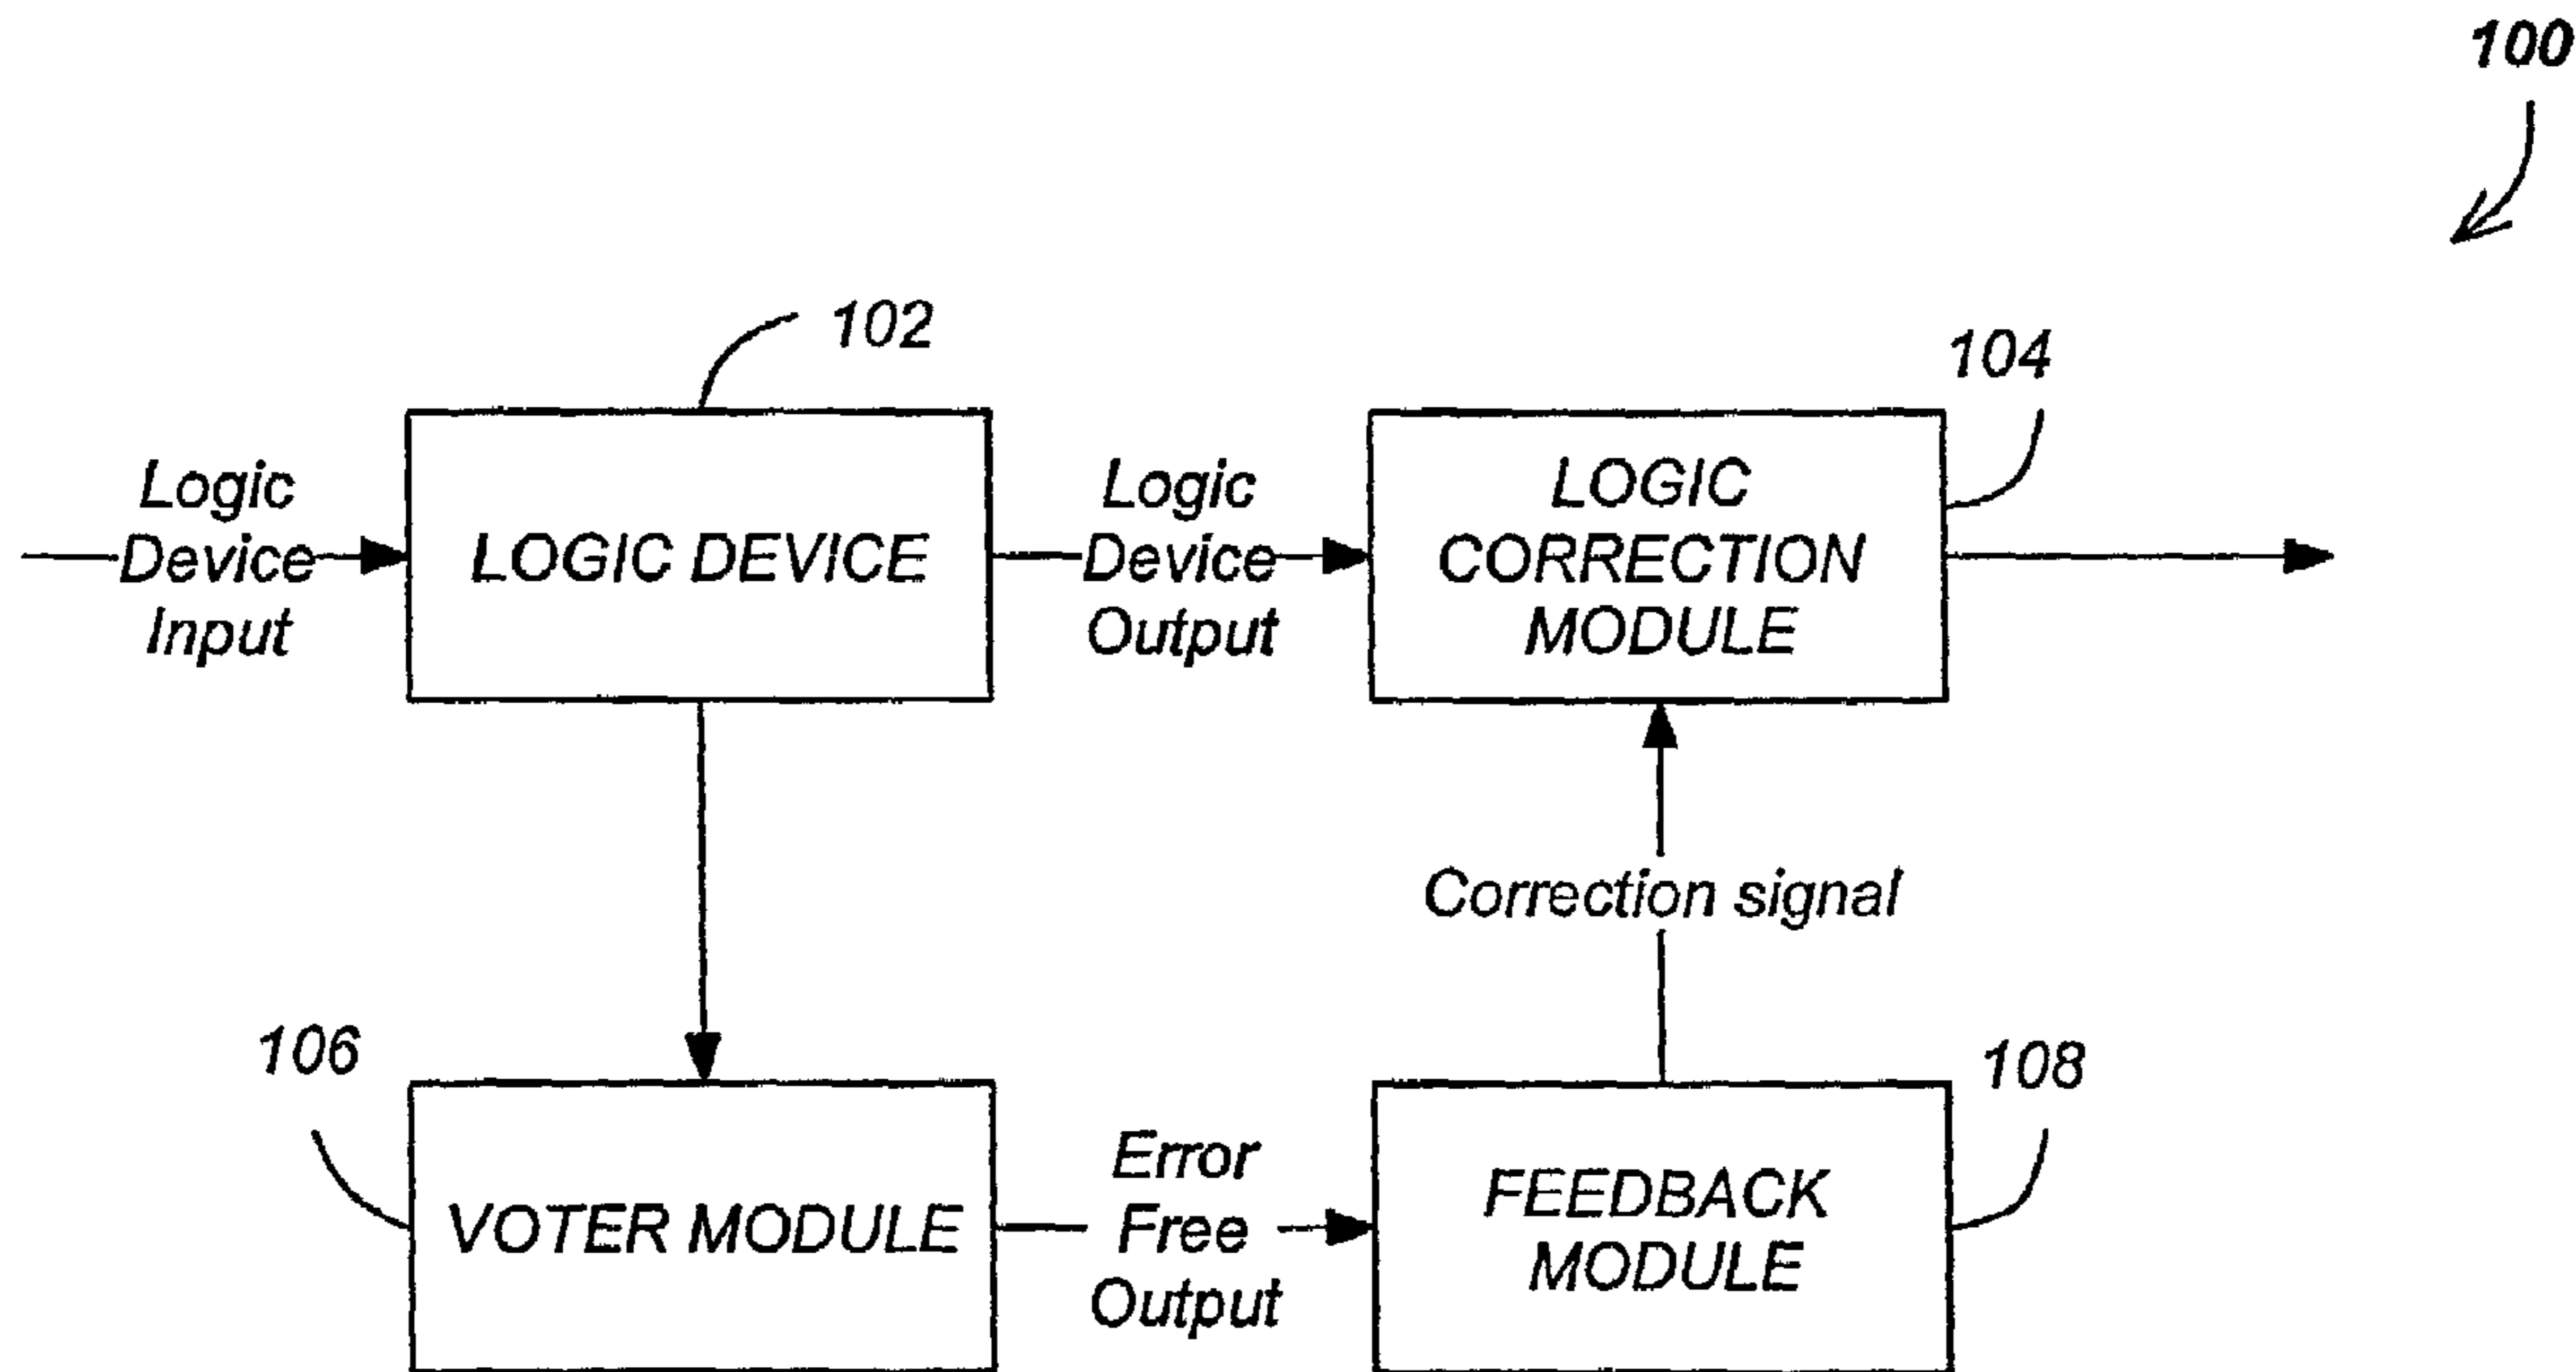 100
102
104
Logic
Device
Input
LOGIC DEVICE
Logic
Device
Output
LOGIC
CORRECTION
MODULE
Correction signal
106
108
VOTER MODULE
Error
Free
Output
FEEDBACK
MODULE